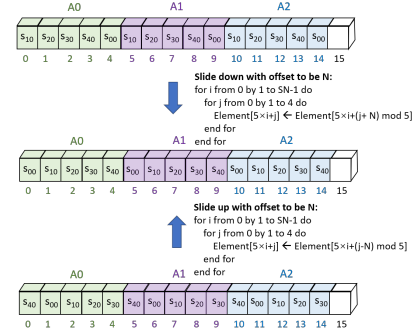 A0 A1 A2
s10 s20 s30 s40 s00 s10 s20 s30 s40 s00 s10 s20 s30 s40 s00
0 1 2 3 4 5 6 7 8 9 10 11 12 13 14 15
Slide down with offset to be N:
for i from 0 by 1 to SN-1 do
for j from 0 by 1 to 4 do
Element[5×i+j] ← Element[5×i+(j+ N) mod 5]
end for
end for
A0 A1 A2
s00 s10 s20 s30 s40 s00 s10 s20 s30 s40 s00 s10 s20 s30 s40
0 1 2 3 4 5 6 7 8 9 10 11 12 13 14 15
Slide up with offset to be N:
for i from 0 by 1 to SN-1 do
for j from 0 by 1 to 4 do
Element[5×i+j] ← Element[5×i+(j-N) mod 5]
end for
end for
A0 A1 A2
s40 s00 s10 s20 s30 s40 s00 s10 s20 s30 s40 s00 s10 s20 s30
0 1 2 3 4 5 6 7 8 9 10 11 12 13 14 15